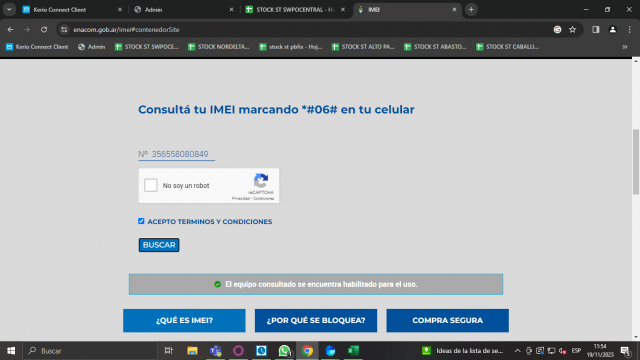 Kerio Connect Client
Admin
STOCK ST SWPOCENTRAL - H
IMEI
enacom.gob.ar/imei#contenedorSite
Kerio Connect Client
Admin
STOCK ST SWPOCE...
STOCK NORDELTA...
stock st pbfix - Hoj...
STOCK ST ALTO PA...
STOCK ST ABASTO...
STOCK ST CABALLI...
Consultá tu IMEI marcando *#06# en tu celular
Nº 356558080849
No soy un robot
reCAPTCHA
Privacidad - Condiciones
ACEPTO TERMINOS Y CONDICIONES
BUSCAR
El equipo consultado se encuentra habilitado para el uso.
¿QUÉ ES IMEI?
¿POR QUÉ SE BLOQUEA?
COMPRA SEGURA
Buscar
Ideas de la lista de se...
ESP
11:54
19/11/2023